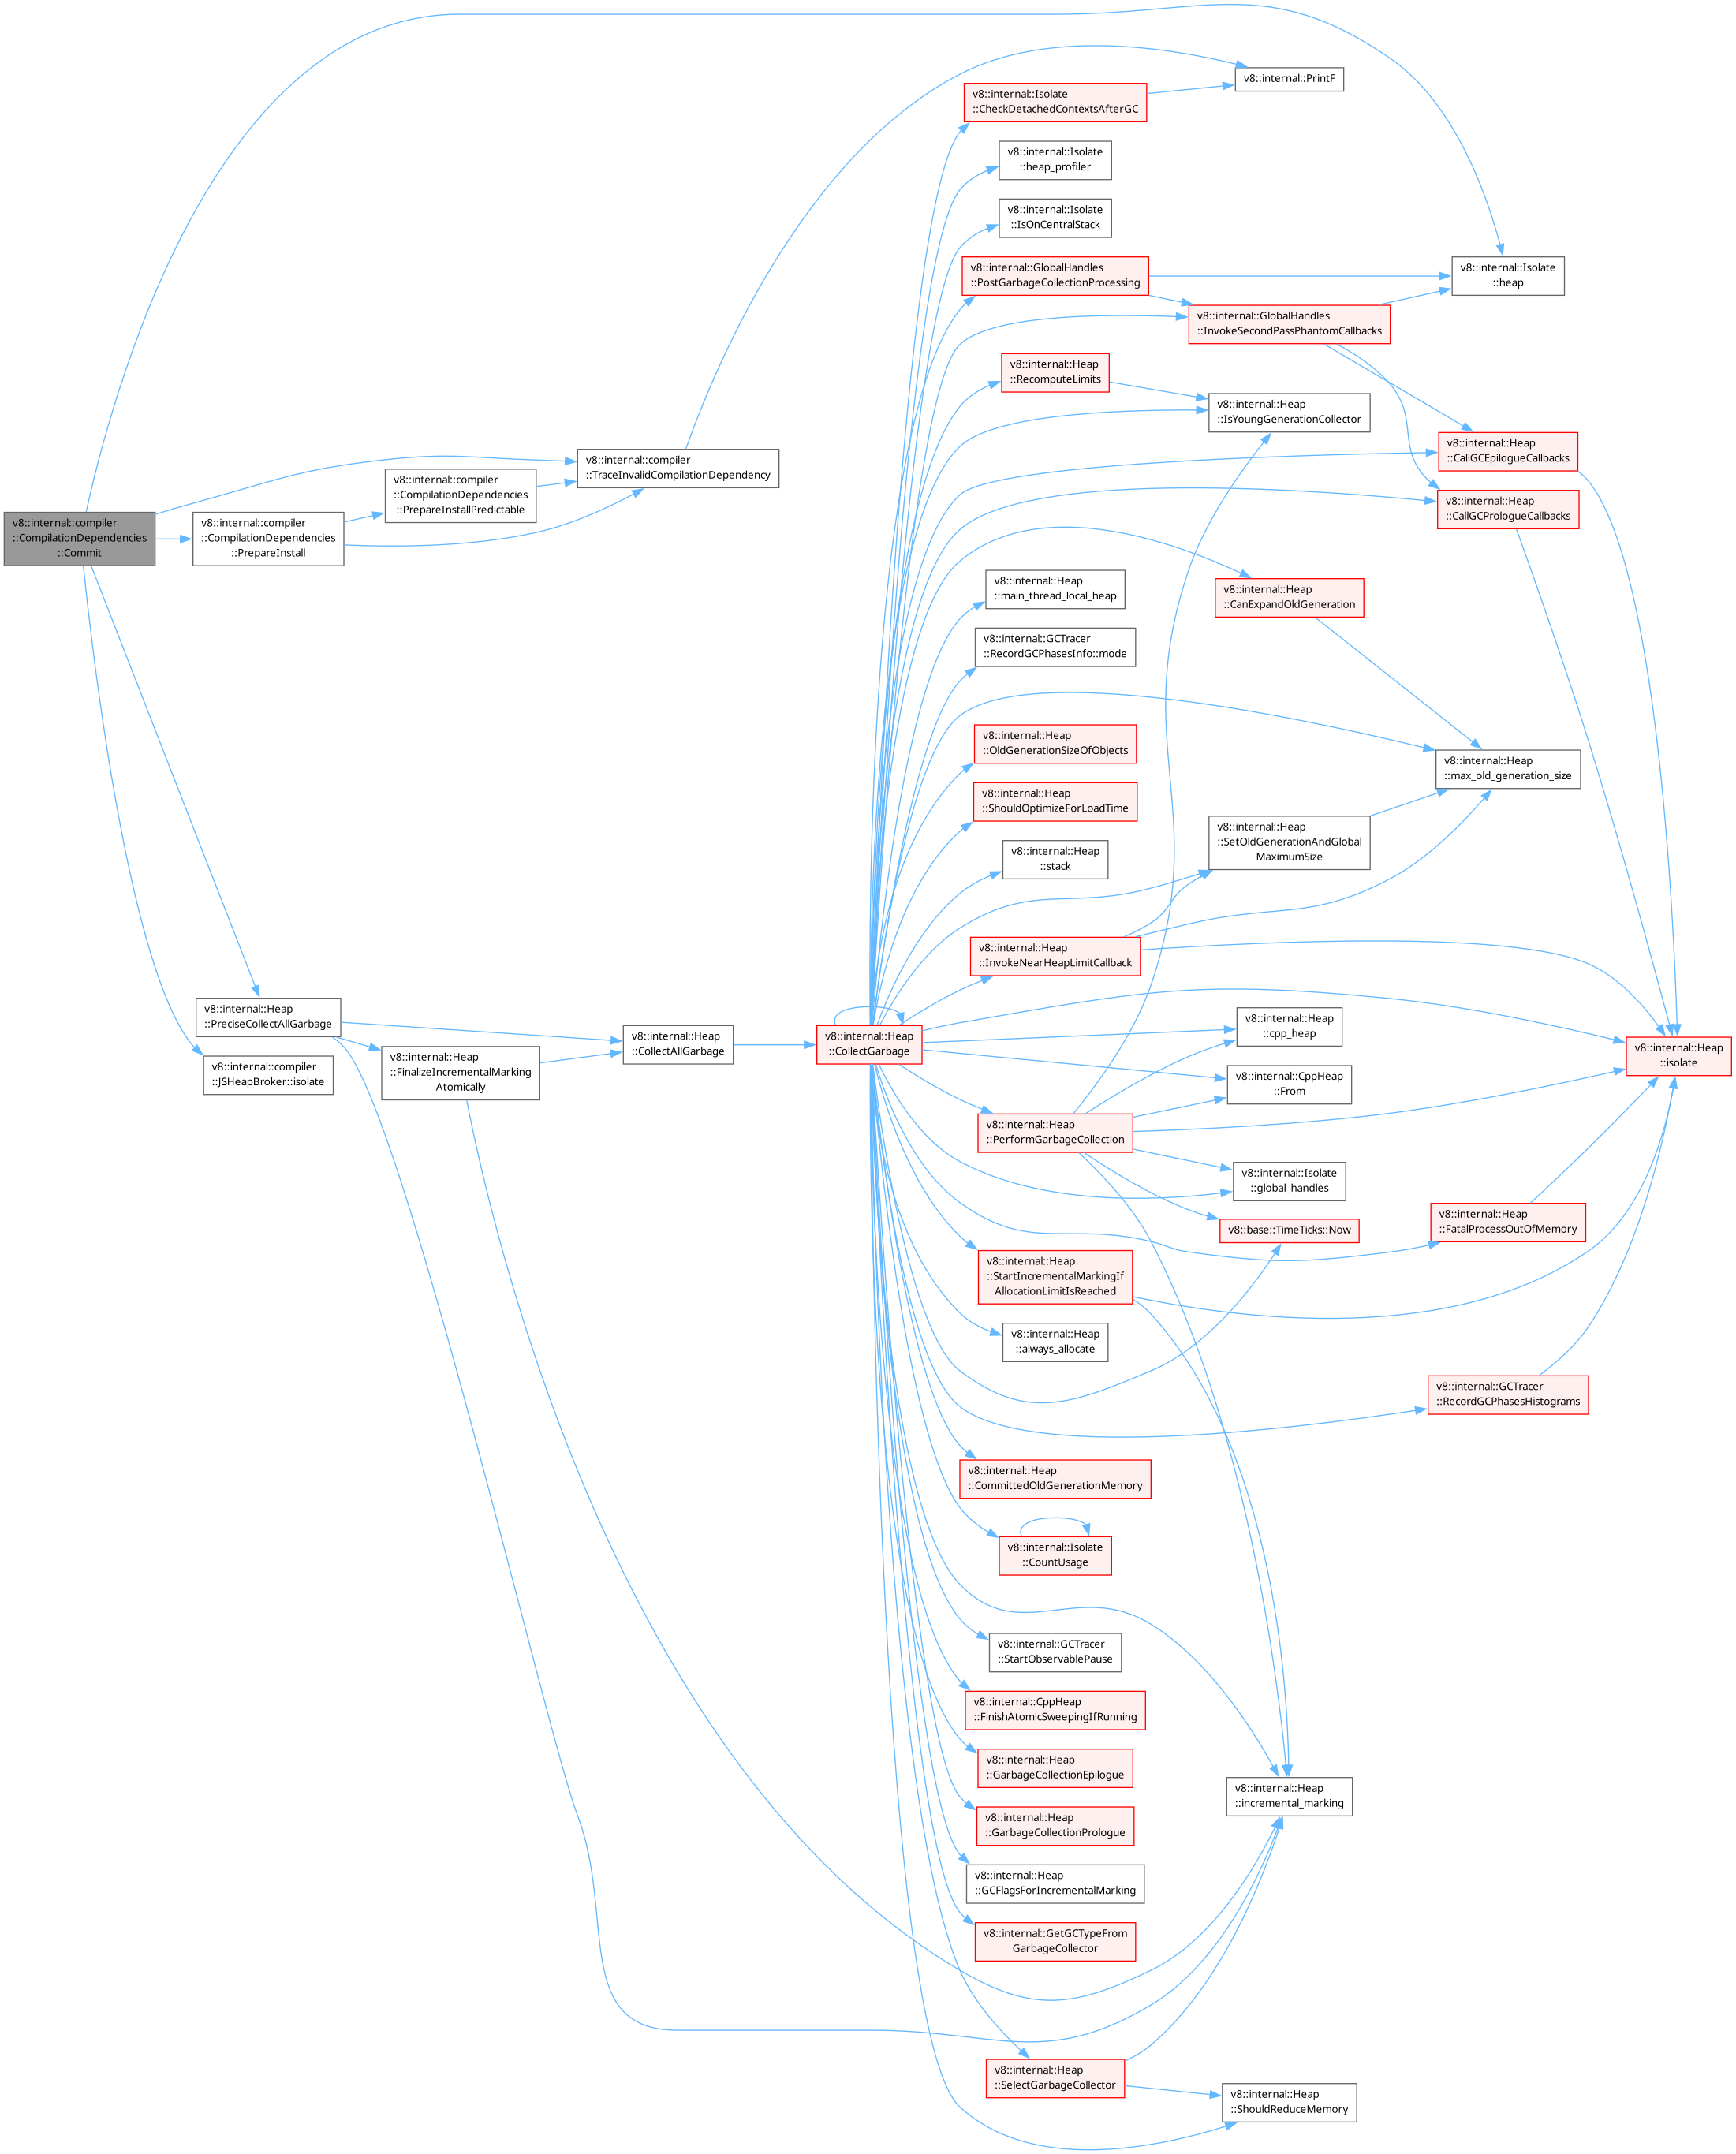 v8::internal::PrintF
v8::internal::Isolate
::CheckDetachedContextsAfterGC
v8::internal::Isolate
::heap_profiler
v8::internal::Isolate
::IsOnCentralStack
v8::internal::GlobalHandles
::PostGarbageCollectionProcessing
v8::internal::Isolate
::heap
v8::internal::GlobalHandles
::InvokeSecondPassPhantomCallbacks
v8::internal::Heap
::RecomputeLimits
v8::internal::Heap
::IsYoungGenerationCollector
v8::internal::Heap
::CallGCEpilogueCallbacks
v8::internal::compiler
::TraceInvalidCompilationDependency
v8::internal::compiler
::CompilationDependencies
::PrepareInstallPredictable
v8::internal::Heap
::CallGCPrologueCallbacks
v8::internal::compiler
::CompilationDependencies
::Commit
v8::internal::compiler
::CompilationDependencies
::PrepareInstall
v8::internal::Heap
::main_thread_local_heap
v8::internal::Heap
::CanExpandOldGeneration
v8::internal::GCTracer
::RecordGCPhasesInfo::mode
v8::internal::Heap
::OldGenerationSizeOfObjects
v8::internal::Heap
::max_old_generation_size
v8::internal::Heap
::ShouldOptimizeForLoadTime
v8::internal::Heap
::stack
v8::internal::Heap
::SetOldGenerationAndGlobal
MaximumSize
v8::internal::Heap
::InvokeNearHeapLimitCallback
v8::internal::Heap
::PreciseCollectAllGarbage
v8::internal::Heap
::CollectAllGarbage
v8::internal::Heap
::CollectGarbage
v8::internal::Heap
::cpp_heap
v8::internal::Heap
::isolate
v8::internal::compiler
::JSHeapBroker::isolate
v8::internal::Heap
::FinalizeIncrementalMarking
Atomically
v8::internal::CppHeap
::From
v8::internal::Heap
::PerformGarbageCollection
v8::internal::Isolate
::global_handles
v8::base::TimeTicks::Now
v8::internal::Heap
::FatalProcessOutOfMemory
v8::internal::Heap
::StartIncrementalMarkingIf
AllocationLimitIsReached
v8::internal::Heap
::always_allocate
v8::internal::GCTracer
::RecordGCPhasesHistograms
v8::internal::Heap
::CommittedOldGenerationMemory
v8::internal::Isolate
::CountUsage
v8::internal::GCTracer
::StartObservablePause
v8::internal::CppHeap
::FinishAtomicSweepingIfRunning
v8::internal::Heap
::GarbageCollectionEpilogue
v8::internal::Heap
::incremental_marking
v8::internal::Heap
::GarbageCollectionPrologue
v8::internal::Heap
::GCFlagsForIncrementalMarking
v8::internal::GetGCTypeFrom
GarbageCollector
v8::internal::Heap
::SelectGarbageCollector
v8::internal::Heap
::ShouldReduceMemory